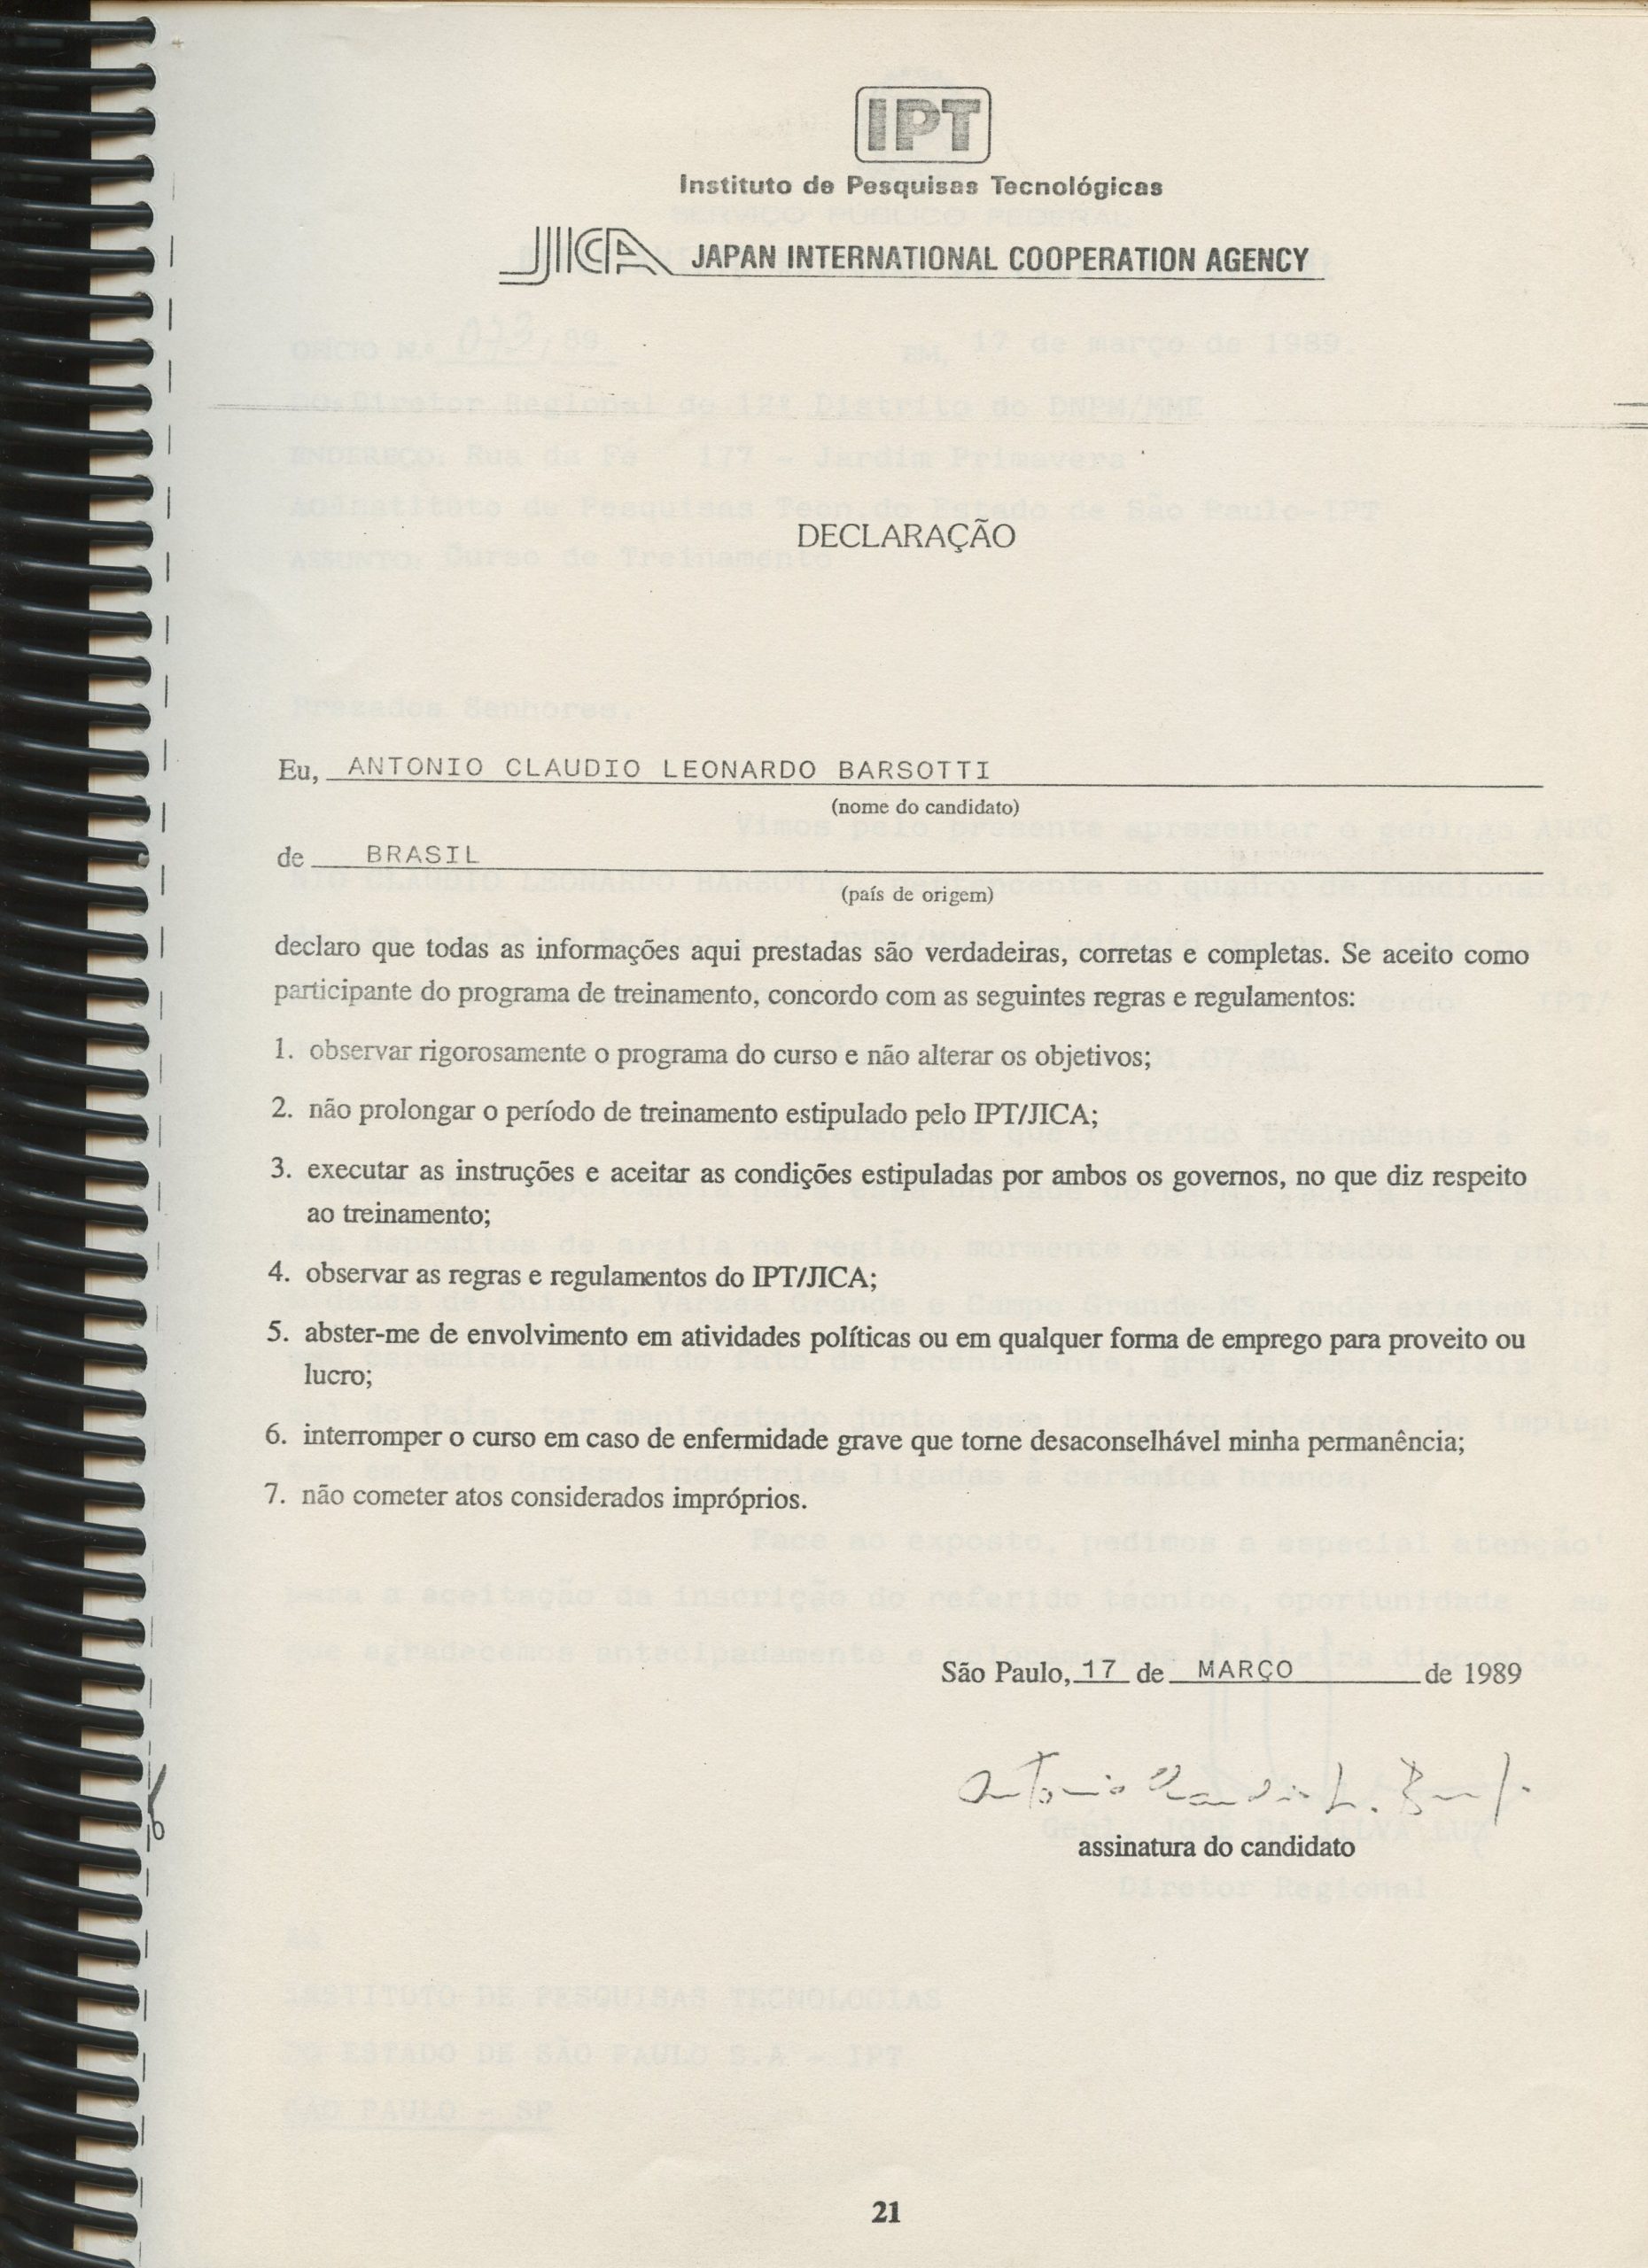 IPT
Instituto de Pesquisas Tecnológicas
JICA JAPAN INTERNATIONAL COOPERATION AGENCY
DECLARAÇÃO
Eu, ANTONIO CLAUDIO LEONARDO BARSOTTI
(nome do candidato)
de BRASIL
(país de origem)
declaro que todas as informações aqui prestadas são verdadeiras, corretas e completas. Se aceito como
participante do programa de treinamento, concordo com as seguintes regras e regulamentos:
1. observar rigorosamente o programa do curso e não alterar os objetivos;
2. não prolongar o período de treinamento estipulado pelo IPT/JICA;
3. executar as instruções e aceitar as condições estipuladas por ambos os governos, no que diz respeito
ao treinamento;
4. observar as regras e regulamentos do IPT/JICA;
5. abster-me de envolvimento em atividades políticas ou em qualquer forma de emprego para proveito ou
lucro;
6. interromper o curso em caso de enfermidade grave que torne desaconselhável minha permanência;
7. não cometer atos considerados impróprios.
São Paulo, 17 de MARÇO de 1989
Antonio Claudio L.
assinatura do candidato
21